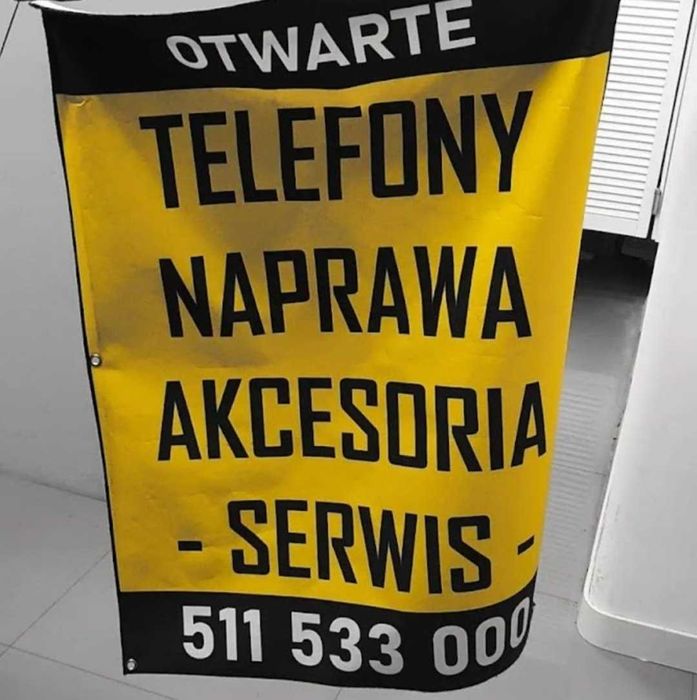 OTWARTE
TELEFONY
NAPRAWA
AKCESORIA
- SERWIS -
511 533 000